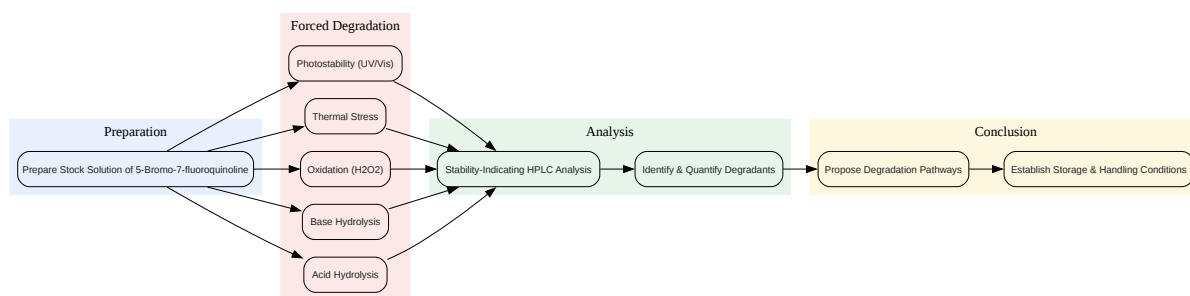 Forced Degradation
Photostability (UV/Vis)
Thermal Stress
Oxidation (H2O2)
Base Hydrolysis
Acid Hydrolysis
Preparation
Prepare Stock Solution of 5-Bromo-7-fluoroquinoline
Analysis
Stability-Indicating HPLC Analysis
Identify & Quantify Degradants
Conclusion
Propose Degradation Pathways
Establish Storage & Handling Conditions